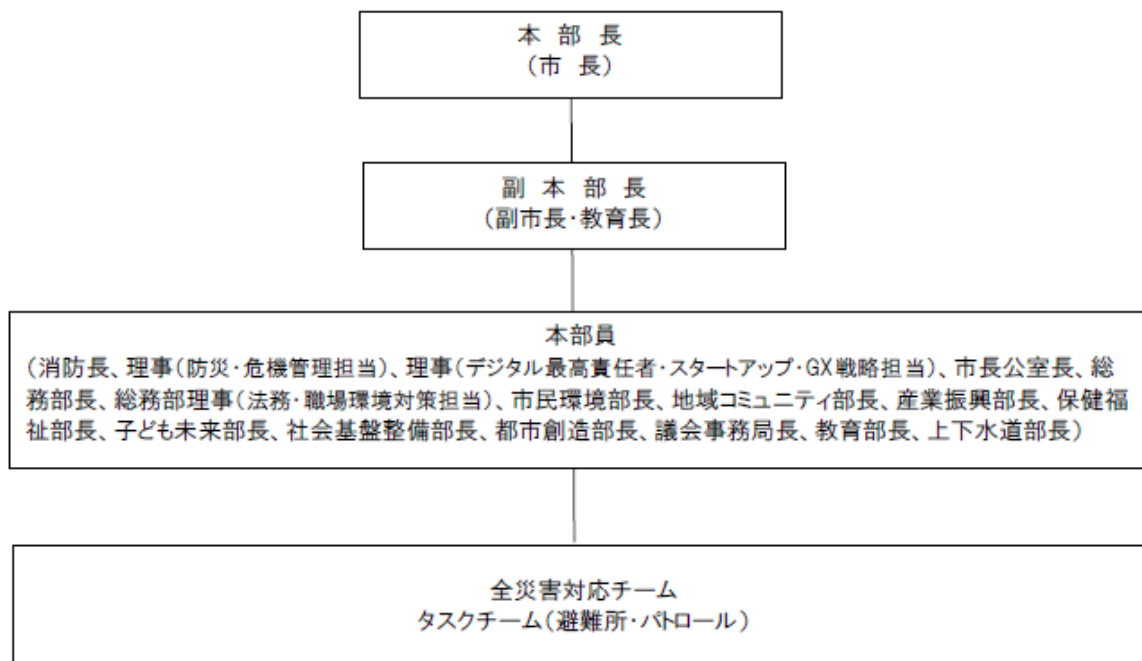 本 部 長
(市 長)
副 本 部 長
(副市長・教育長)
本部員
(消防長、理事(防災・危機管理担当)、理事(デジタル最高責任者・スタートアップ・GX戦略担当)、市長公室長、総
務部長、総務部理事(法務・職場環境対策担当)、市民環境部長、地域コミュニティ部長、産業振興部長、保健福
祉部長、子ども未来部長、社会基盤整備部長、都市創造部長、議会事務局長、教育部長、上下水道部長)
全災害対応チーム
タスクチーム(避難所・パトロール)